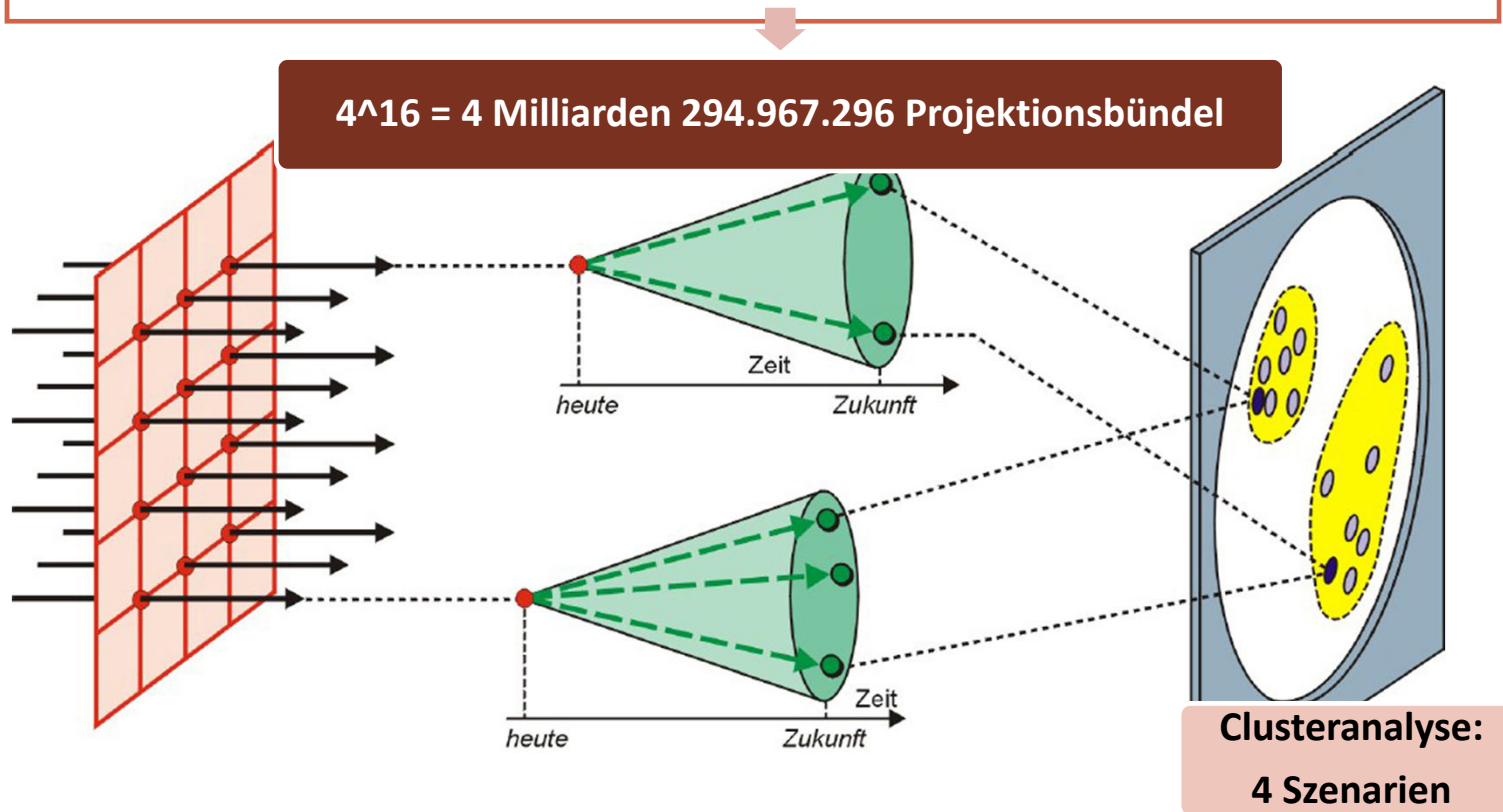 4^16 = 4 Milliarden 294.967.296 Projektionsbündel
Zeit
heute
Zukunft
Zeit
heute
Zukunft
Clusteranalyse:
4 Szenarien